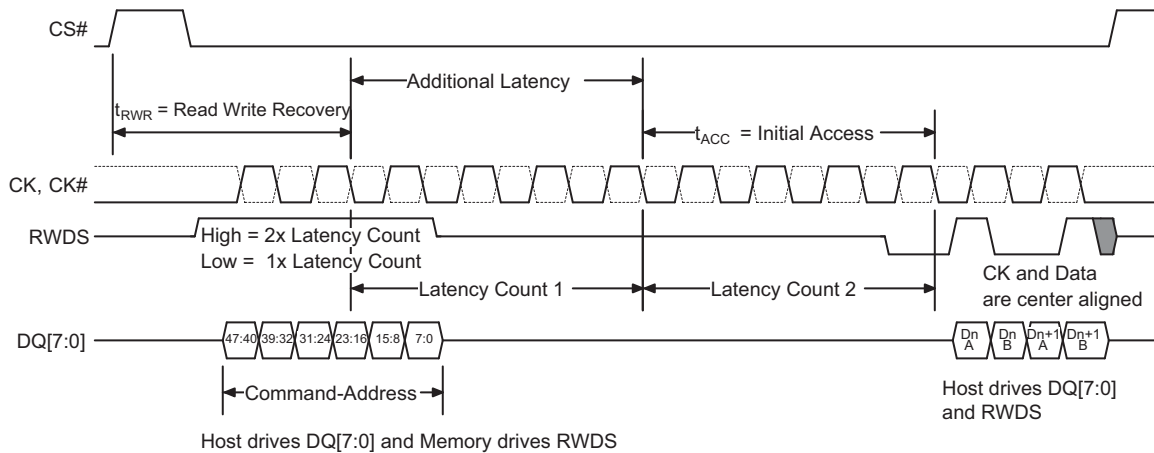 CS#
Additional Latency
tRWR = Read Write Recovery
tACC = Initial Access
CK, CK#
RWDS
High = 2x Latency Count
Low = 1x Latency Count
CK and Data
are center aligned
Latency Count 1
Latency Count 2
DQ[7:0]
47:40 39:32 31:24 23:16 15:8 7:0
Dn A
Dn B
Dn+1 A
Dn+1 B
Command-Address
Host drives DQ[7:0]
and RWDS
Host drives DQ[7:0] and Memory drives RWDS